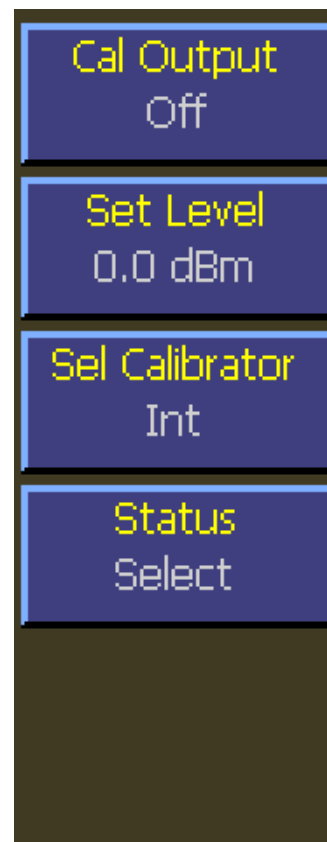 Cal Output
Off
Set Level
0.0 dBm
Sel Calibrator
Int
Status
Select